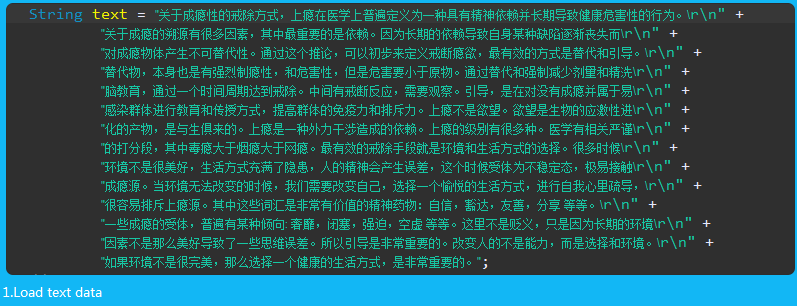 String text = "关于成瘾性的戒除方式，上瘾在医学上普遍定义为一种具有精神依赖并长期导致健康危害性的行为。\r\n" +
"关于成瘾的溯源有很多因素，其中最重要的是依赖。因为长期的依赖导致自身某种缺陷逐渐丧失而\r\n" +
"对成瘾物体产生不可替代性。通过这个推论，可以初步来定义戒断瘾欲，最有效的方式是替代和引导。\r\n" +
"替代物，本身也是有强烈制瘾性，和危害性，但是危害要小于原物。通过替代和强制减少剂量和精洗\r\n" +
"脑教育，通过一个时间周期达到戒除。中间有戒断反应，需要观察。引导，是在对没有成瘾并属于易\r\n" +
"感染群体进行教育和传授方式，提高群体的免疫力和排斥力。上瘾不是欲望。欲望是生物的应激性进\r\n" +
"化的产物，是与生俱来的。上瘾是一种外力干涉造成的依赖。上瘾的级别有很多种。医学有相关严谨\r\n" +
"的打分段，其中毒瘾大于烟瘾大于网瘾。最有效的戒除手段就是环境和生活方式的选择。很多时候\r\n" +
"环境不是很美好，生活方式充满了隐患，人的精神会产生误差，这个时候受体为不稳定态，极易接触\r\n" +
"成瘾源。当环境无法改变的时候，我们需要改变自己，选择一个愉悦的生活方式，进行自我心里疏导，\r\n" +
"很容易排斥上瘾源。其中这些词汇是非常有价值的精神药物：自信，豁达，友善，分享 等等。\r\n" +
"一些成瘾的受体，普遍有某种倾向: 奢靡，闭塞，强迫，空虚 等等。这里不是贬义，只是因为长期的环境\r\n" +
"因素不是那么美好导致了一些思维误差。所以引导是非常重要的。改变人的不是能力，而是选择和环境。\r\n" +
"如果环境不是很完美，那么选择一个健康的生活方式，是非常重要的。";
1.Load text data